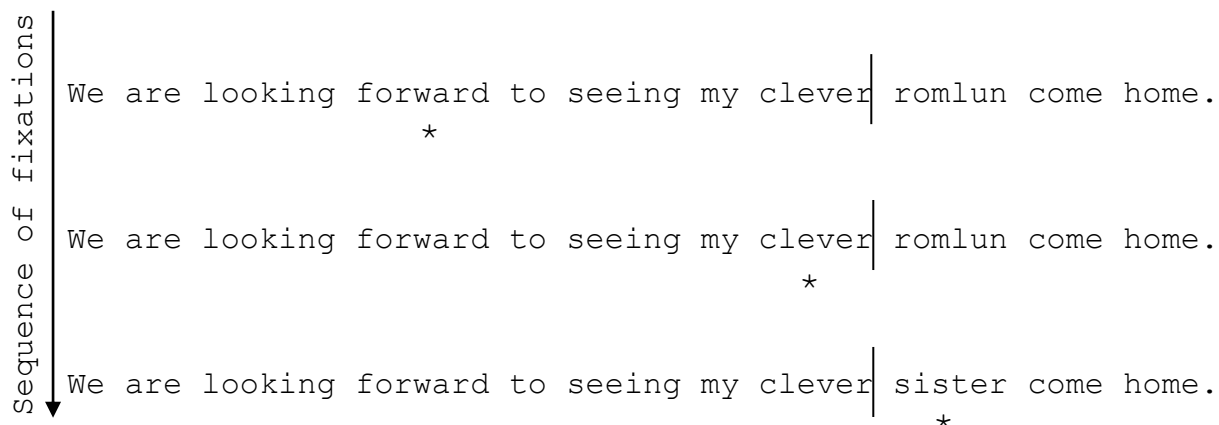 Sequence of fixations
We are looking forward to seeing my clever romlun come home.
*
We are looking forward to seeing my clever romlun come home.
*
We are looking forward to seeing my clever sister come home.
*